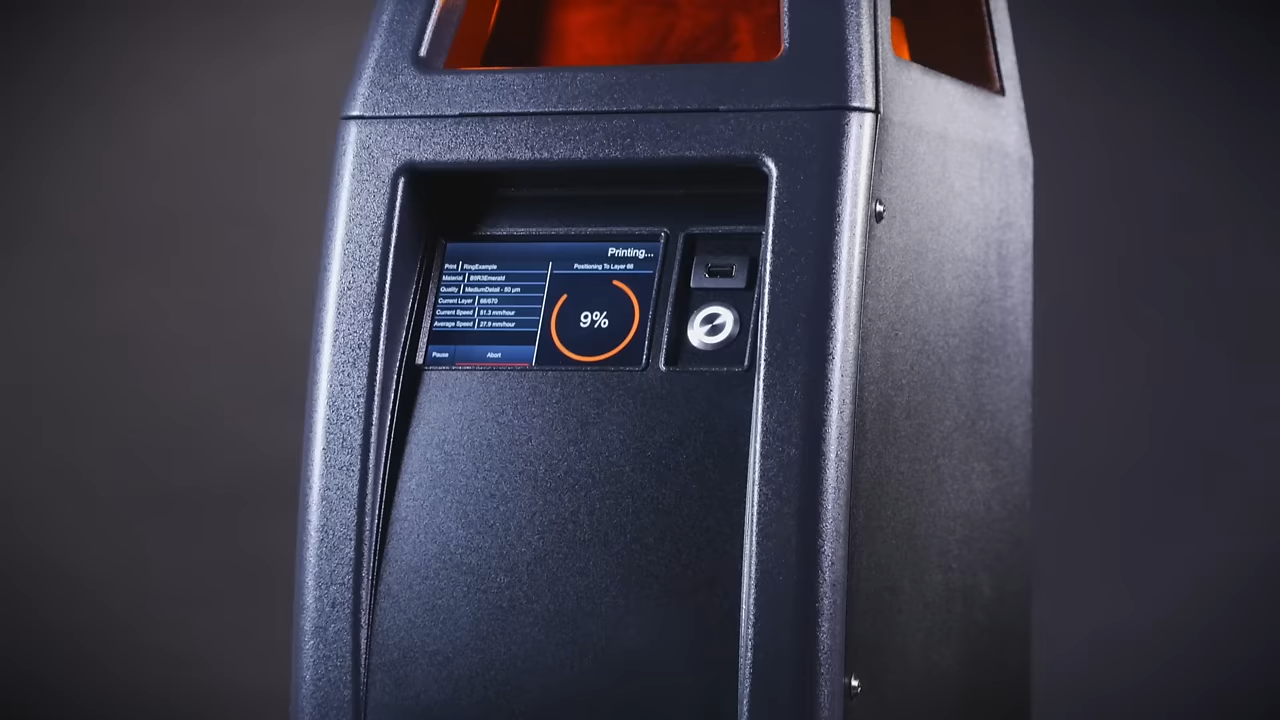 Printing...
Print RingExample
Material B9R3Emerald
Quality MediumDetail - 50 µm
Current Layer 66/670
Current Speed 51.3 mm/hour
Average Speed 27.9 mm/hour
Pause Abort
Positioning To Layer 66
9%